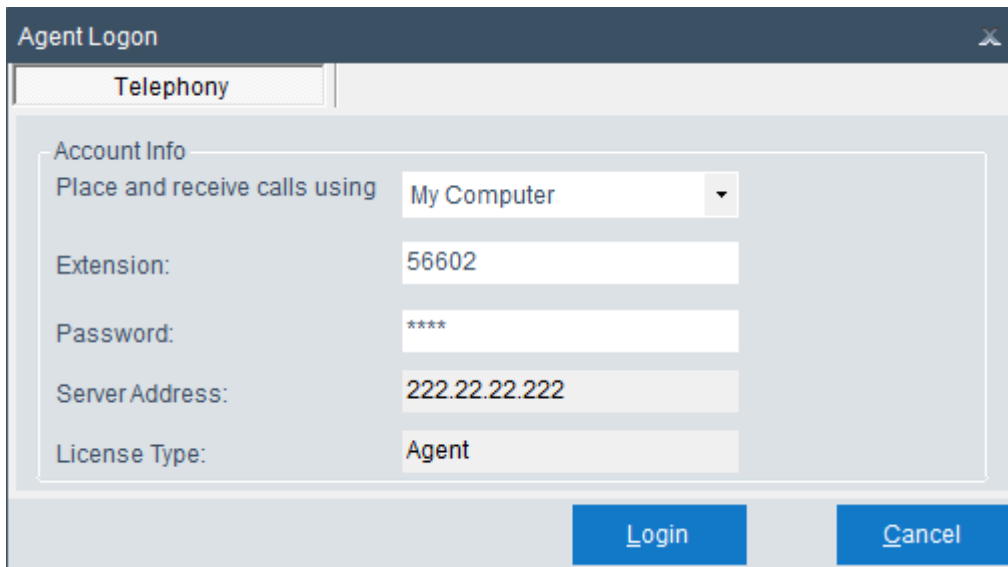 Agent Logon
Telephony
Account Info
Place and receive calls using My Computer
Extension: 56602
Password: ****
Server Address: 222.22.22.222
License Type: Agent
Login Cancel